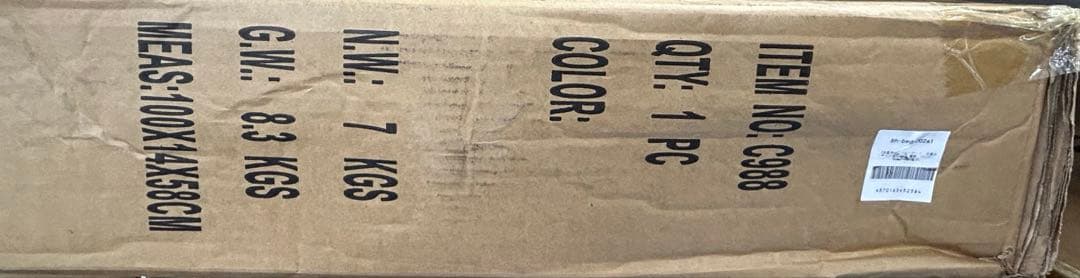 ITEM NO.: C988
QTY.: 1 PC
COLOR:
N.W.: 7 KGS
G.W.: 8.3 KGS
MEAS.:100X14X58CM